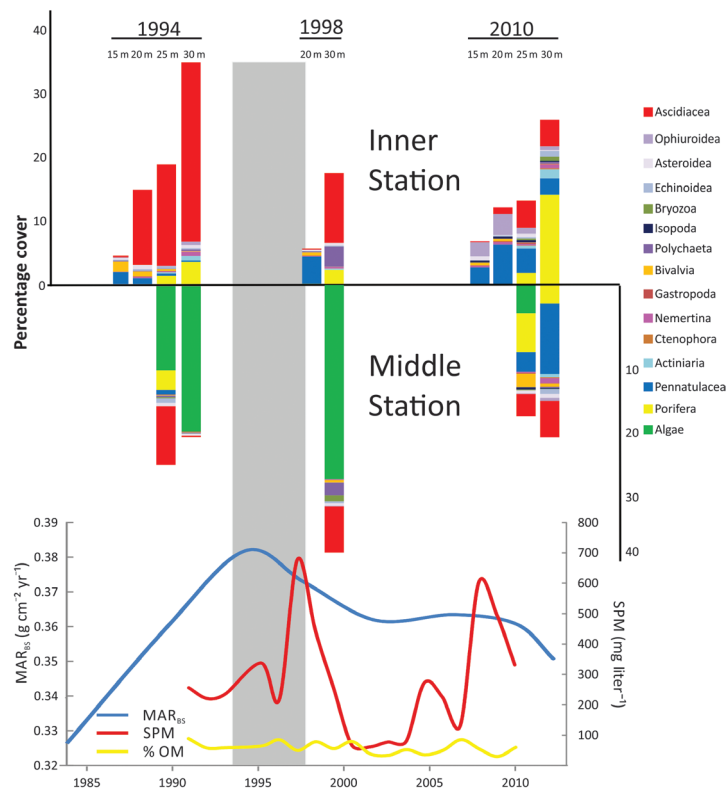 1994
1998
2010
15 m 20 m 25 m 30 m
20 m 30 m
15 m 20 m 25 m 30 m
40
30
20
10
0
Percentage cover
Inner
Station
Middle
Station
10
20
30
40
Ascidiacea
Ophiuroidea
Asteroidea
Echinoidea
Bryozoa
Isopoda
Polychaeta
Bivalvia
Gastropoda
Nemertina
Ctenophora
Actiniaria
Pennatulacea
Porifera
Algae
0.39
0.38
0.37
0.36
0.35
0.34
0.33
0.32
MAR_BS (g cm⁻² yr⁻¹)
800
700
600
500
400
300
200
100
SPM (mg liter⁻¹)
MAR_BS
SPM
% OM
1985 1990 1995 2000 2005 2010